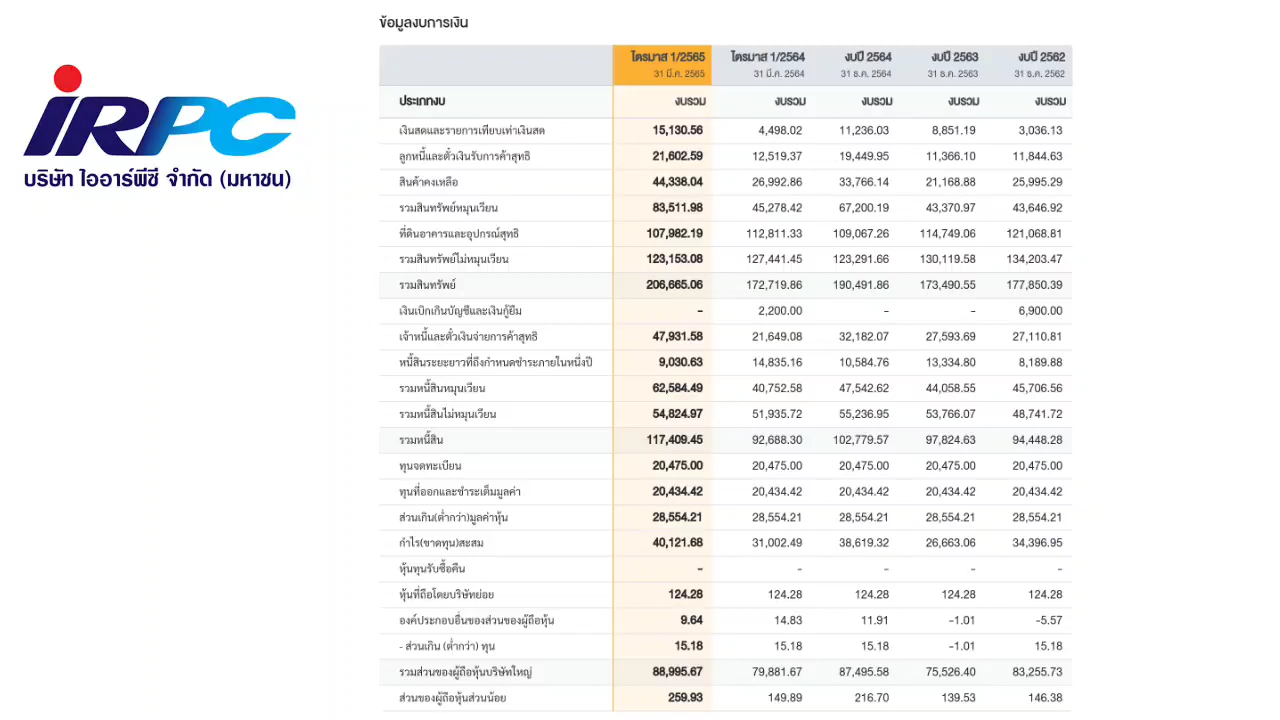 ข้อมูลงบการเงิน
IRPC
บริษัท ไออาร์พีซี จำกัด (มหาชน)
ไตรมาส 1/2565 ไตรมาส 1/2564 งบปี 2564 งบปี 2563 งบปี 2562
31 มี.ค. 2565 31 มี.ค. 2564 31 ธ.ค. 2564 31 ธ.ค. 2563 31 ธ.ค. 2562
ประเภทงบ งบรวม งบรวม งบรวม งบรวม งบรวม
เงินสดและรายการเทียบเท่าเงินสด 15,130.56 4,498.02 11,236.03 8,851.19 3,036.13
ลูกหนี้และตั๋วเงินรับการค้าสุทธิ 21,602.59 12,519.37 19,449.95 11,366.10 11,844.63
สินค้าคงเหลือ 44,338.04 26,992.86 33,766.14 21,168.88 25,995.29
รวมสินทรัพย์หมุนเวียน 83,511.98 45,278.42 67,200.19 43,370.97 43,646.92
ที่ดินอาคารและอุปกรณ์สุทธิ 107,982.19 112,811.33 109,067.26 114,749.06 121,068.81
รวมสินทรัพย์ไม่หมุนเวียน 123,153.08 127,441.45 123,291.66 130,119.58 134,203.47
รวมสินทรัพย์ 206,665.06 172,719.86 190,491.86 173,490.55 177,850.39
เงินเบิกเกินบัญชีและเงินกู้ยืม - 2,200.00 - - 6,900.00
เจ้าหนี้และตั๋วเงินจ่ายการค้าสุทธิ 47,931.58 21,649.08 32,182.07 27,593.69 27,110.81
หนี้สินระยะยาวที่ถึงกำหนดชำระภายในหนึ่งปี 9,030.63 14,835.16 10,584.76 13,334.80 8,189.88
รวมหนี้สินหมุนเวียน 62,584.49 40,752.58 47,542.62 44,058.55 45,706.56
รวมหนี้สินไม่หมุนเวียน 54,824.97 51,935.72 55,236.95 53,766.07 48,741.72
รวมหนี้สิน 117,409.45 92,688.30 102,779.57 97,824.63 94,448.28
ทุนจดทะเบียน 20,475.00 20,475.00 20,475.00 20,475.00 20,475.00
ทุนที่ออกและชำระเต็มมูลค่า 20,434.42 20,434.42 20,434.42 20,434.42 20,434.42
ส่วนเกิน(ต่ำกว่า)มูลค่าหุ้น 28,554.21 28,554.21 28,554.21 28,554.21 28,554.21
กำไร(ขาดทุน)สะสม 40,121.68 31,002.49 38,619.32 26,663.06 34,396.95
หุ้นทุนรับซื้อคืน - - - - -
หุ้นที่ถือโดยบริษัทย่อย 124.28 124.28 124.28 124.28 124.28
องค์ประกอบอื่นของส่วนของผู้ถือหุ้น 9.64 14.83 11.91 -1.01 -5.57
- ส่วนเกิน (ต่ำกว่า) ทุน 15.18 15.18 15.18 -1.01 15.18
รวมส่วนของผู้ถือหุ้นบริษัทใหญ่ 88,995.67 79,881.67 87,495.58 75,526.40 83,255.73
ส่วนของผู้ถือหุ้นส่วนน้อย 259.93 149.89 216.70 139.53 146.38